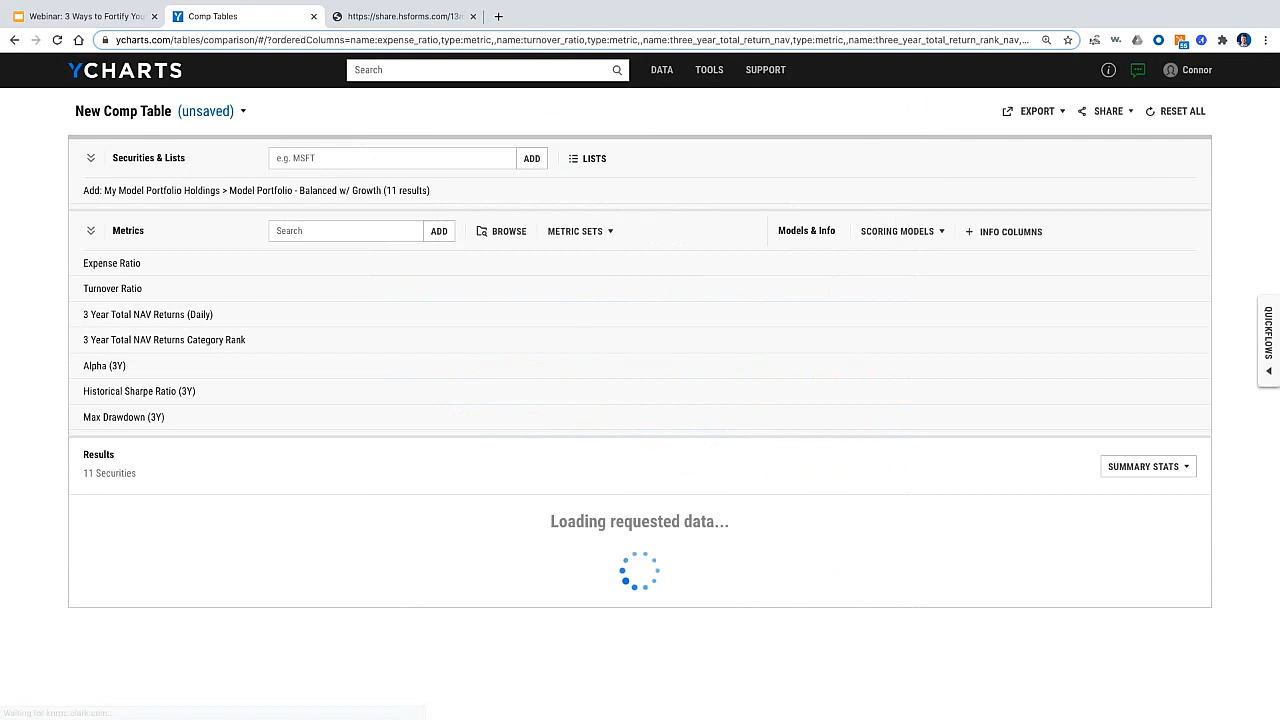 Webinar: 3 Ways to Fortify You
Comp Tables
https://share.hsforms.com/13m
ycharts.com/tables/comparison/#/?orderedColumns=name:expense_ratio,type:metric,,name:turnover_ratio,type:metric,,name:three_year_total_return_nav,type:metric,,name:three_year_total_return_rank_nav,...
YCHARTS
Search
DATA
TOOLS
SUPPORT
Connor
New Comp Table (unsaved)
EXPORT
SHARE
RESET ALL
Securities & Lists
e.g. MSFT
ADD
LISTS
Add: My Model Portfolio Holdings > Model Portfolio - Balanced w/ Growth (11 results)
Metrics
Search
ADD
BROWSE
METRIC SETS
Models & Info
SCORING MODELS
+ INFO COLUMNS
Expense Ratio
Turnover Ratio
3 Year Total NAV Returns (Daily)
3 Year Total NAV Returns Category Rank
Alpha (3Y)
Historical Sharpe Ratio (3Y)
Max Drawdown (3Y)
QUICKFLOWS
Results
11 Securities
SUMMARY STATS
Loading requested data...